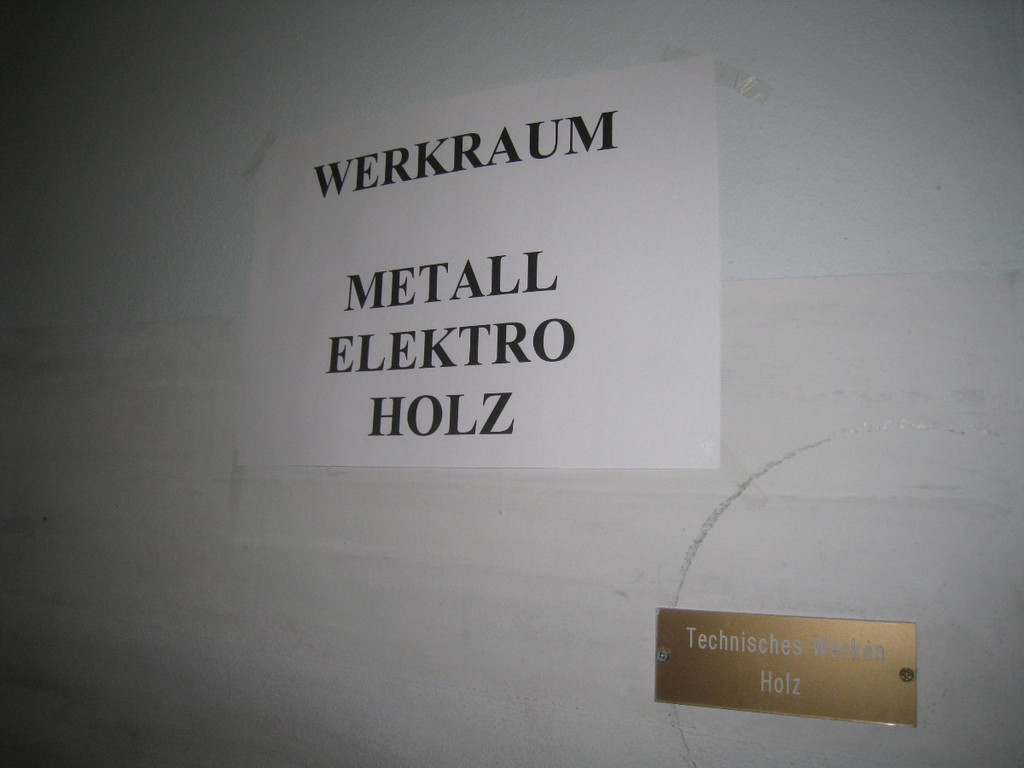 WERKRAUM
METALL
ELEKTRO
HOLZ
Technisches Werken
Holz